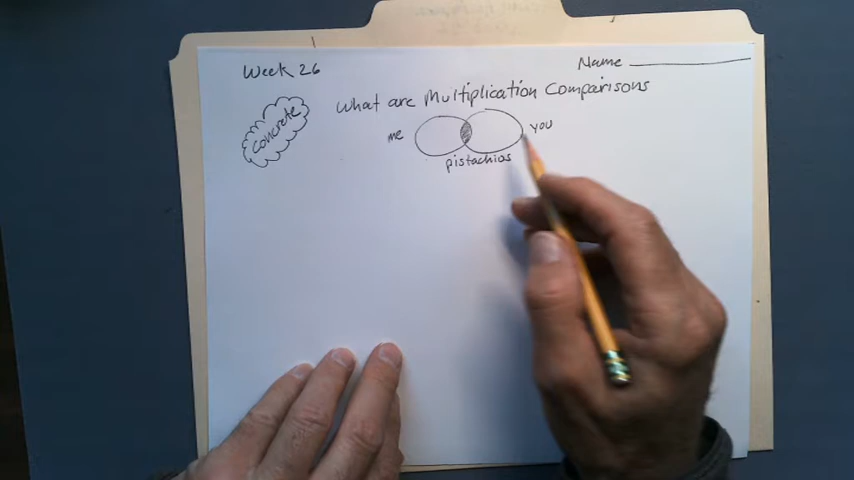 Week 26
Name
What are Multiplication Comparisons
concrete
me
you
pistachios